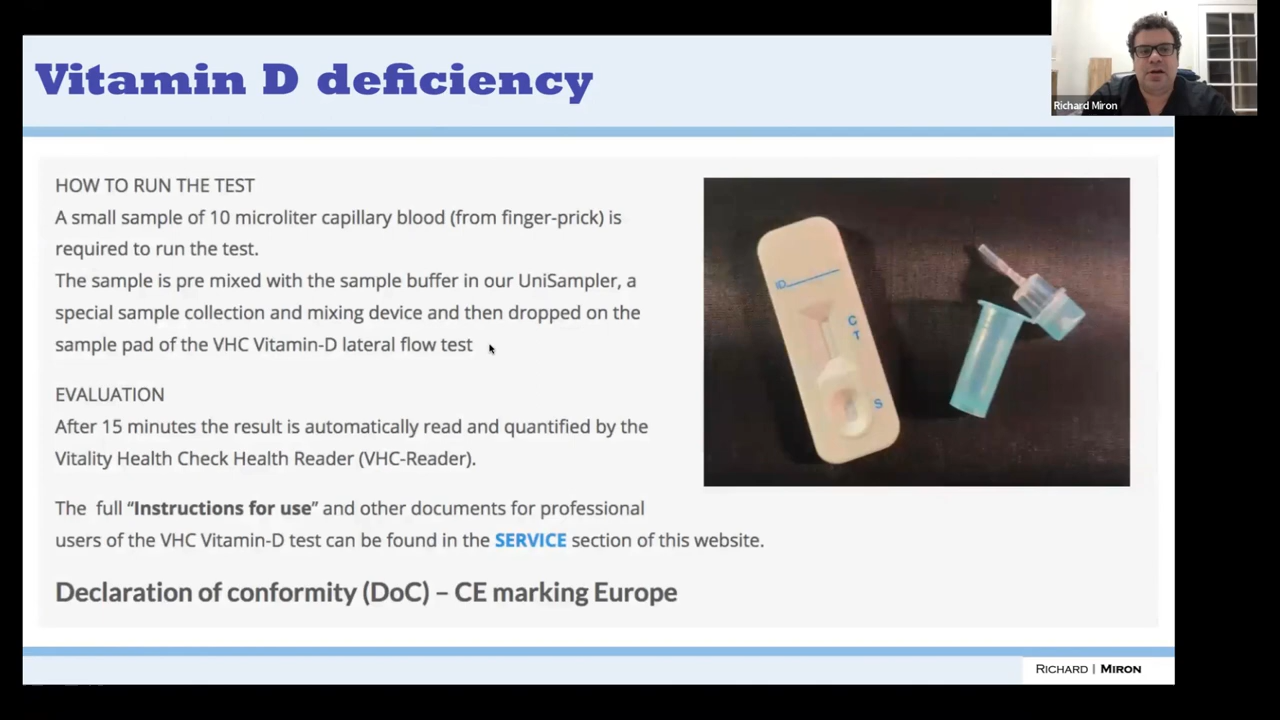 Vitamin D deficiency
Richard Miron
HOW TO RUN THE TEST
A small sample of 10 microliter capillary blood (from finger-prick) is
required to run the test.
The sample is pre mixed with the sample buffer in our UniSampler, a
special sample collection and mixing device and then dropped on the
sample pad of the VHC Vitamin-D lateral flow test
ID
C
T
S
EVALUATION
After 15 minutes the result is automatically read and quantified by the
Vitality Health Check Health Reader (VHC-Reader).
The full “Instructions for use” and other documents for professional
users of the VHC Vitamin-D test can be found in the SERVICE section of this website.
Declaration of conformity (DoC) – CE marking Europe
RICHARD | MIRON